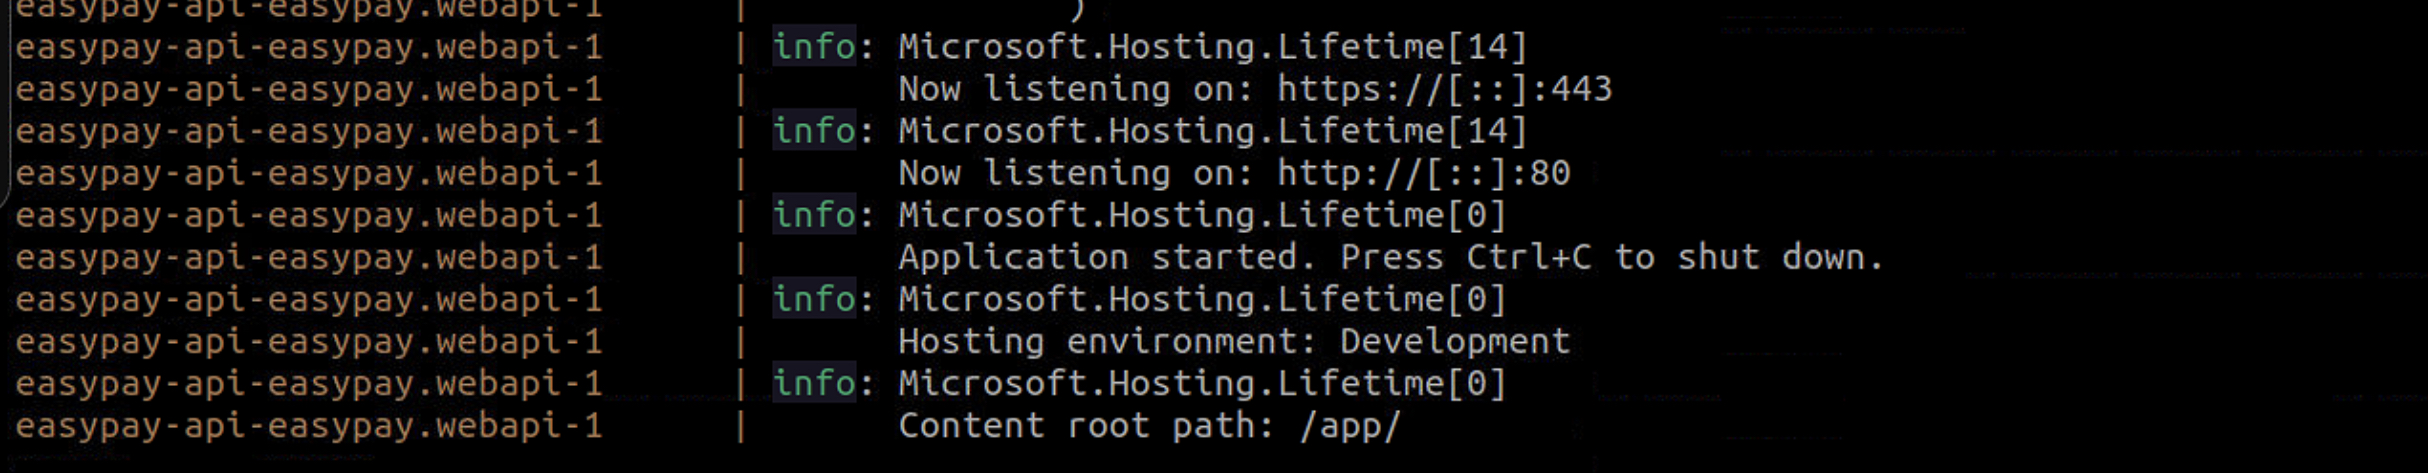 easypay-api-easypay.webapi-1 | )
easypay-api-easypay.webapi-1 | info: Microsoft.Hosting.Lifetime[14]
easypay-api-easypay.webapi-1 | Now listening on: https://[::]:443
easypay-api-easypay.webapi-1 | info: Microsoft.Hosting.Lifetime[14]
easypay-api-easypay.webapi-1 | Now listening on: http://[::]:80
easypay-api-easypay.webapi-1 | info: Microsoft.Hosting.Lifetime[0]
easypay-api-easypay.webapi-1 | Application started. Press Ctrl+C to shut down.
easypay-api-easypay.webapi-1 | info: Microsoft.Hosting.Lifetime[0]
easypay-api-easypay.webapi-1 | Hosting environment: Development
easypay-api-easypay.webapi-1 | info: Microsoft.Hosting.Lifetime[0]
easypay-api-easypay.webapi-1 | Content root path: /app/